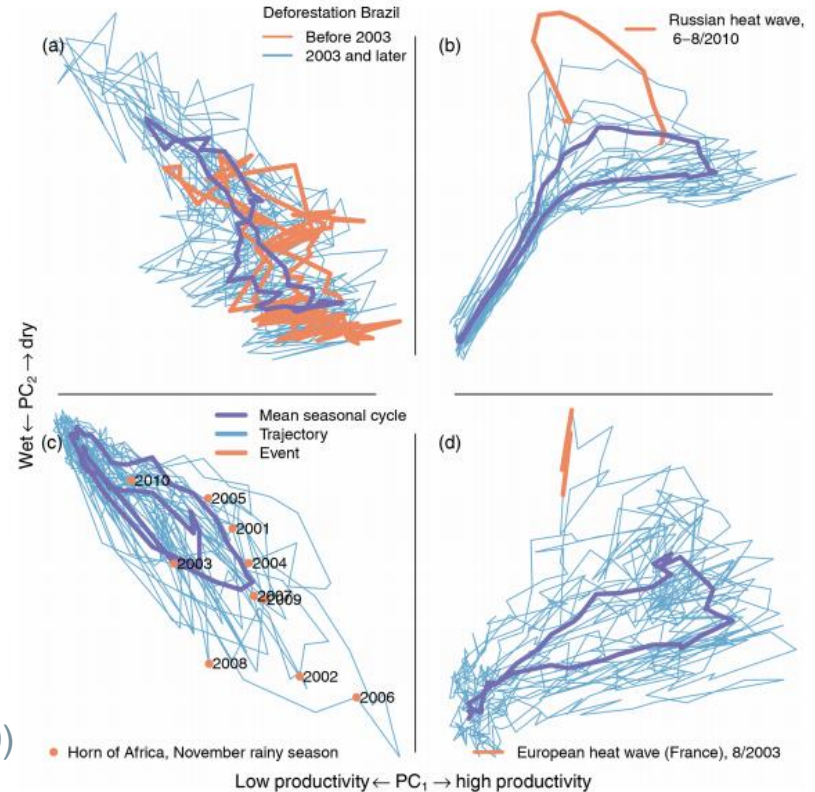 Deforestation Brazil
Before 2003
2003 and later
(a)
(b)
Russian heat wave,
6–8/2010
Wet ← PC₂ → dry
(c)
Mean seasonal cycle
Trajectory
Event
(d)
2010
2005
2001
2003
2004
2007
2009
2008
2002
2006
)
Horn of Africa, November rainy season
European heat wave (France), 8/2003
Low productivity ← PC₁ → high productivity